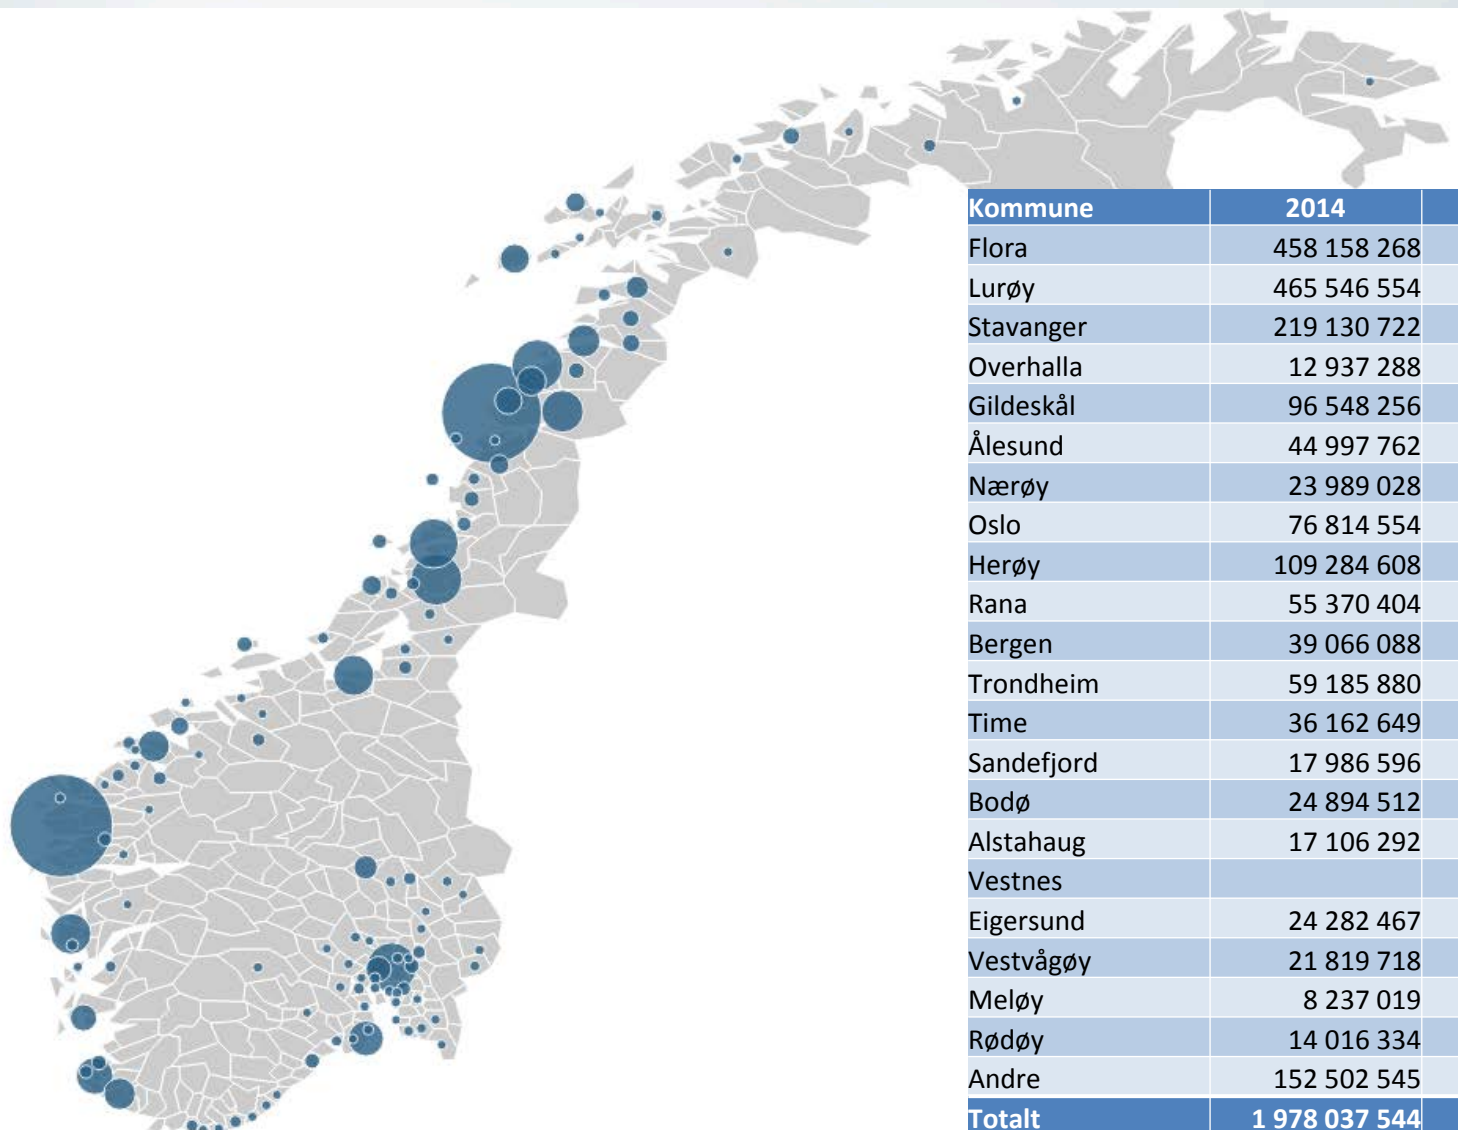 Kommune 2014
Flora 458 158 268
Lurøy 465 546 554
Stavanger 219 130 722
Overhalla 12 937 288
Gildeskål 96 548 256
Ålesund 44 997 762
Nærøy 23 989 028
Oslo 76 814 554
Herøy 109 284 608
Rana 55 370 404
Bergen 39 066 088
Trondheim 59 185 880
Time 36 162 649
Sandefjord 17 986 596
Bodø 24 894 512
Alstahaug 17 106 292
Vestnes
Eigersund 24 282 467
Vestvågøy 21 819 718
Meløy 8 237 019
Rødøy 14 016 334
Andre 152 502 545
Totalt 1 978 037 544